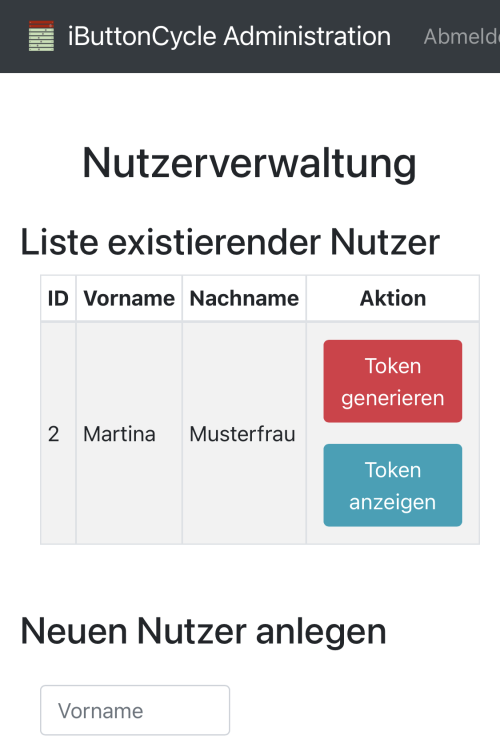 iButtonCycle Administration Abmelde
Nutzerverwaltung
Liste existierender Nutzer
ID Vorname Nachname Aktion
Token
generieren
2 Martina Musterfrau
Token
anzeigen
Neuen Nutzer anlegen
Vorname